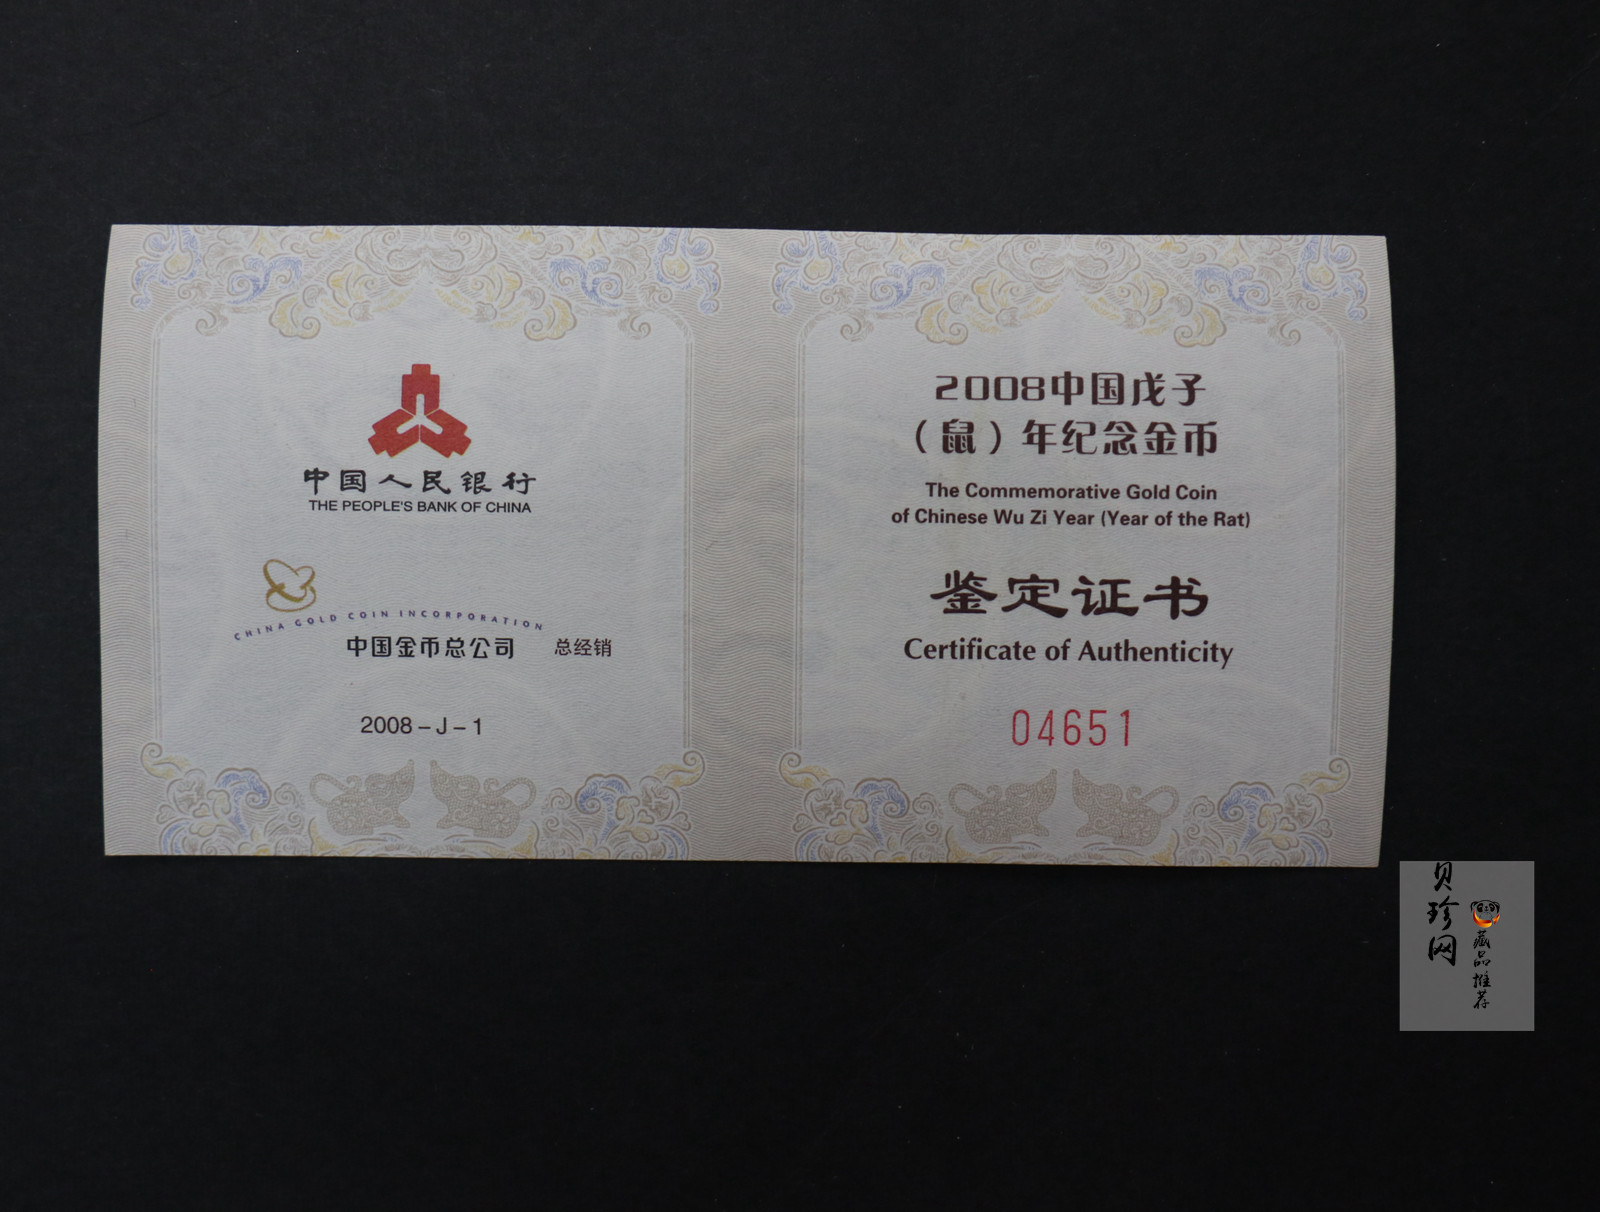 中国人民银行
THE PEOPLE'S BANK OF CHINA
CHINA GOLD COIN INCORPORATION
中国金币总公司 总经销
2008-J-1
2008中国戊子
（鼠）年纪念金币
The Commemorative Gold Coin
of Chinese Wu Zi Year (Year of the Rat)
鉴定证书
Certificate of Authenticity
04651
贝珍网
藏品推荐